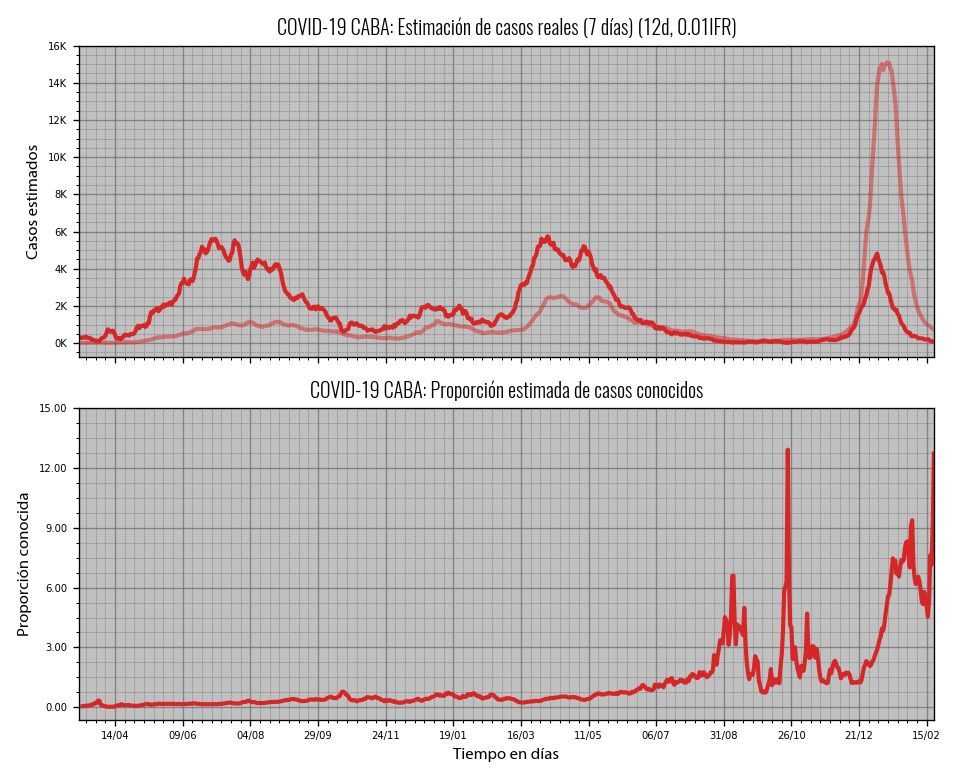 COVID-19 CABA: Estimación de casos reales (7 días) (12d, 0.01IFR)
16K
14K
12K
10K
8K
6K
4K
2K
0K
Casos estimados
COVID-19 CABA: Proporción estimada de casos conocidos
15.00
12.00
9.00
6.00
3.00
0.00
Proporción conocida
14/04 09/06 04/08 29/09 24/11 19/01 16/03 11/05 06/07 31/08 26/10 21/12 15/02
Tiempo en días